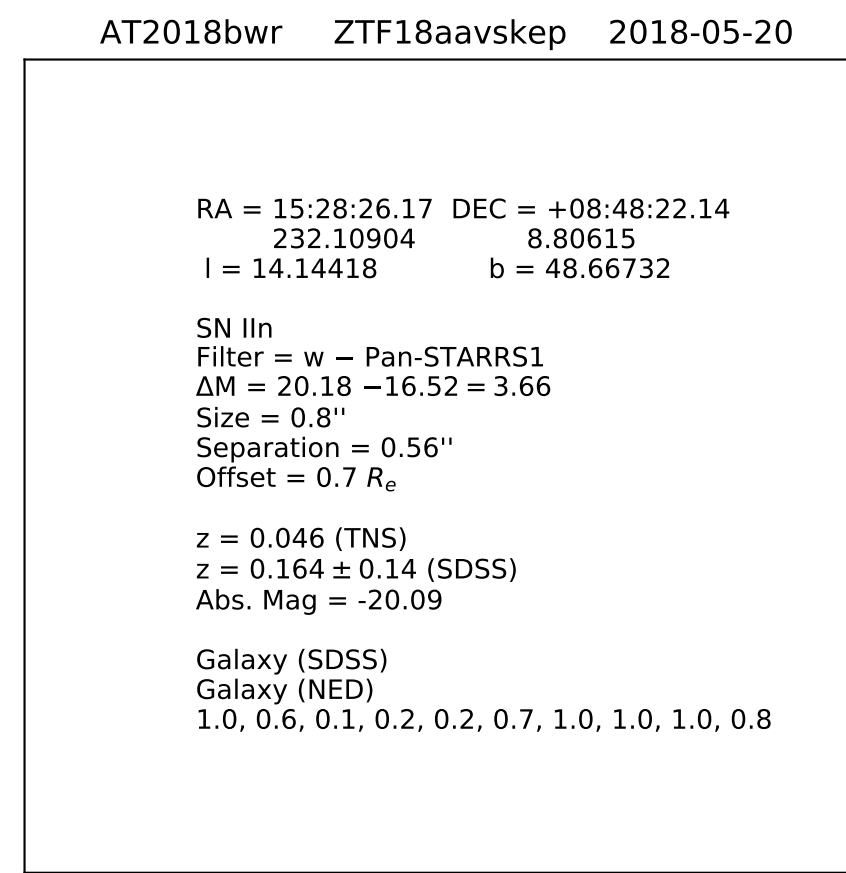 AT2018bwr ZTF18aavskep 2018-05-20
RA = 15:28:26.17 DEC = +08:48:22.14
232.10904 8.80615
l = 14.14418 b = 48.66732
SN IIn
Filter = w − Pan-STARRS1
ΔM = 20.18 −16.52 = 3.66
Size = 0.8''
Separation = 0.56''
Offset = 0.7 Rₑ
z = 0.046 (TNS)
z = 0.164 ± 0.14 (SDSS)
Abs. Mag = -20.09
Galaxy (SDSS)
Galaxy (NED)
1.0, 0.6, 0.1, 0.2, 0.2, 0.7, 1.0, 1.0, 1.0, 0.8